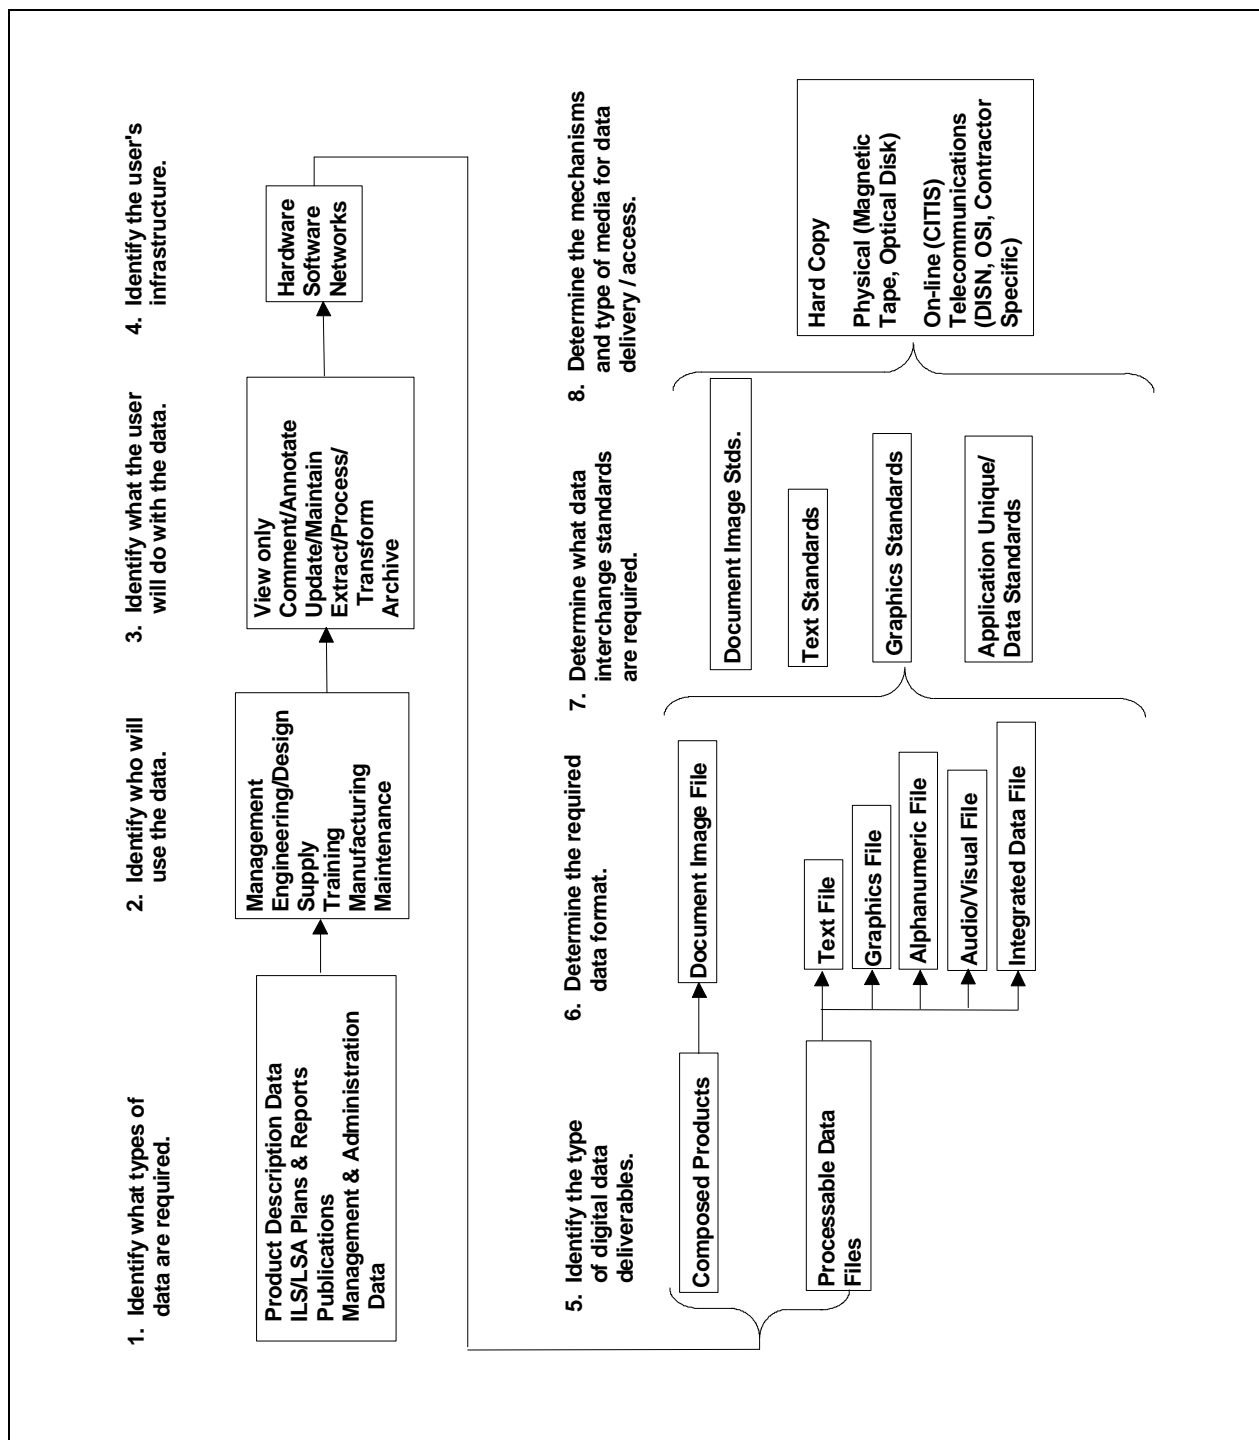 1. Identify what types of
data are required.
Product Description Data
ILS/LSA Plans & Reports
Publications
Management & Administration
Data
2. Identify who will
use the data.
Management
Engineering/Design
Supply
Training
Manufacturing
Maintenance
3. Identify what the user
will do with the data.
View only
Comment/Annotate
Update/Maintain
Extract/Process/
Transform
Archive
4. Identify the user's
infrastructure.
Hardware
Software
Networks
5. Identify the type
of digital data
deliverables.
Composed Products
Processable Data
Files
6. Determine the required
data format.
Document Image File
Text File
Graphics File
Alphanumeric File
Audio/Visual File
Integrated Data File
7. Determine what data
interchange standards
are required.
Document Image Stds.
Text Standards
Graphics Standards
Application Unique/
Data Standards
8. Determine the mechanisms
and type of media for data
delivery / access.
Hard Copy
Physical (Magnetic
Tape, Optical Disk)
On-line (CITIS)
Telecommunications
(DISN, OSI, Contractor
Specific)